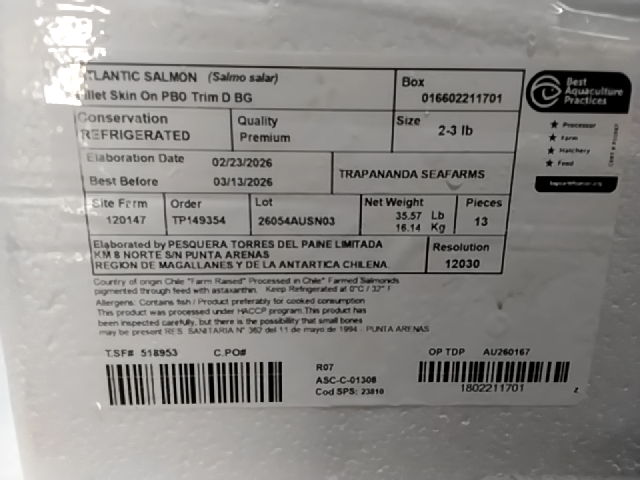 TLANTIC SALMON (Salmo salar)
illet Skin On PBO Trim D BG
Box
016602211701
Conservation
REFRIGERATED
Quality
Premium
Size
2-3 lb
Elaboration Date 02/23/2026
Best Before 03/13/2026
TRAPANANDA SEAFARMS
Site Farm
120147
Order
TP149354
Lot
26054AUSN03
Net Weight
35.57 Lb
16.14 Kg
Pieces
13
Elaborated by PESQUERA TORRES DEL PAINE LIMITADA
KM 8 NORTE S/N PUNTA ARENAS
REGION DE MAGALLANES Y DE LA ANTARTICA CHILENA.
Resolution
12030
Country of origin Chile "Farm Raised" Processed in Chile" Farmed Salmonids
pigmented through feed with astaxanthin. Keep Refrigerated at 0°C / 32° F
Allergens: Contains fish / Product preferably for cooked consumption
This product was processed under HACCP program.This product has
been inspected carefully, but there is the possibility that small bones
may be present RES. SANITARIA N° 362 del 11 de mayo de 1994 - PUNTA ARENAS
T.SF# 518953
C.PO#
R07
ASC-C-01306
Cod.SPS: 23810
OP TDP AU260167
1802211701
z
Best
Aquaculture
Practices
★ Processor
★ Farm
★ Hatchery
★ Feed